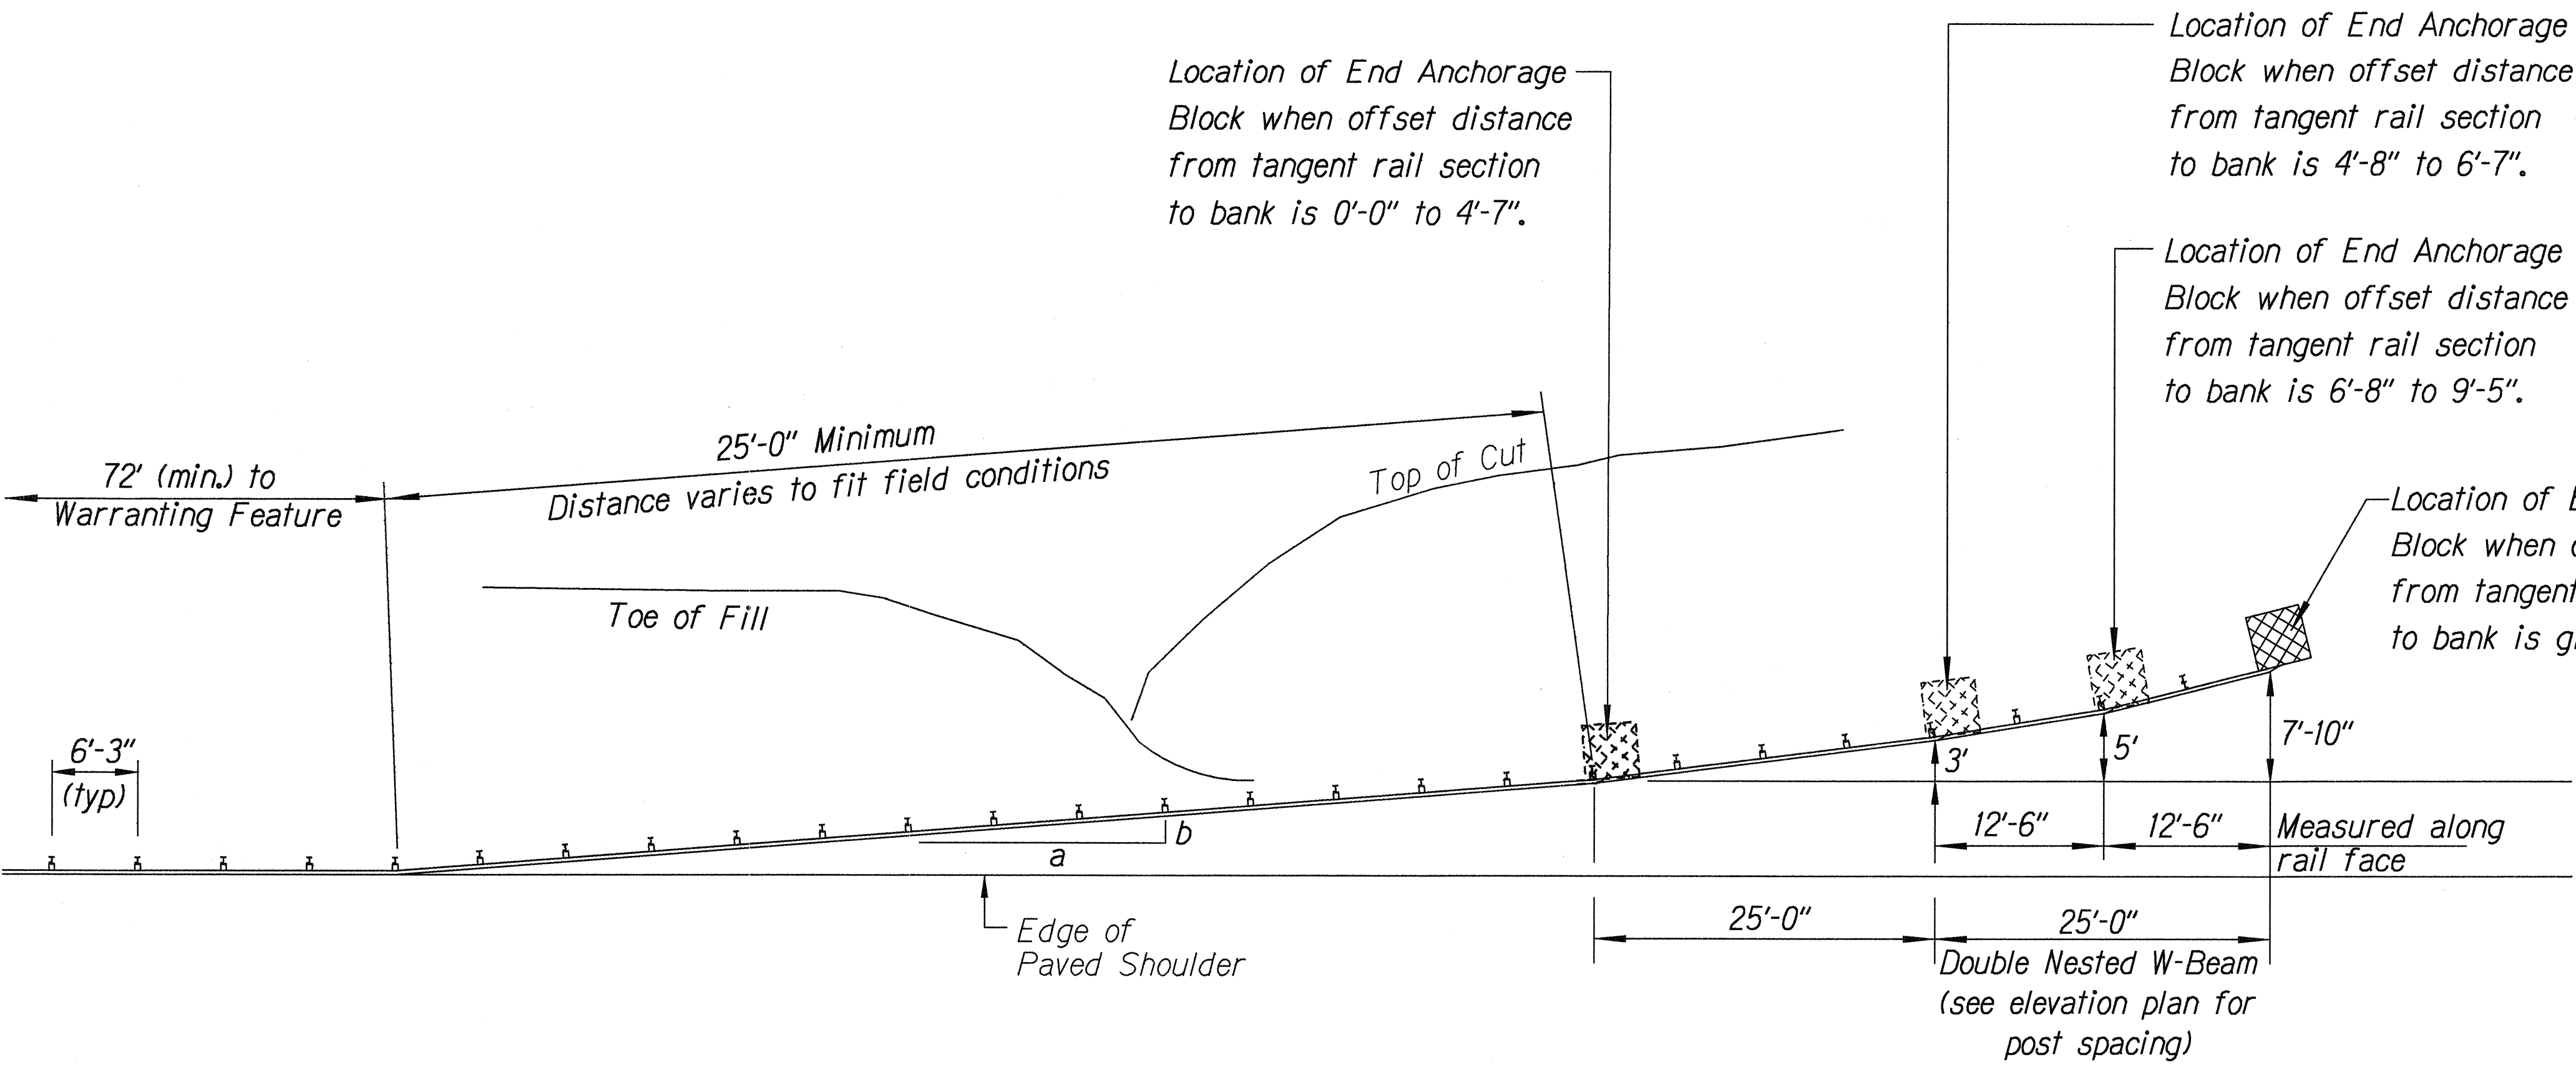 Location of End Anchorage
Block when offset distance
from tangent rail section
to bank is 4'-8" to 6'-7".
Location of End Anchorage
Block when offset distance
from tangent rail section
to bank is 0'-0" to 4'-7".
Location of End Anchorage
Block when offset distance
from tangent rail section
to bank is 6'-8" to 9'-5".
25'-0" Minimum
Distance varies to fit field conditions
72' (min.) to
Warranting Feature
Top of Cut
Location of
Block when
from tangent
to bank is
Toe of Fill
6'-3"
(typ)
3'
5'
7'-10"
b
a
12'-6"
12'-6"
Measured along
rail face
Edge of
Paved Shoulder
25'-0"
25'-0"
Double Nested W-Beam
(see elevation plan for
post spacing)